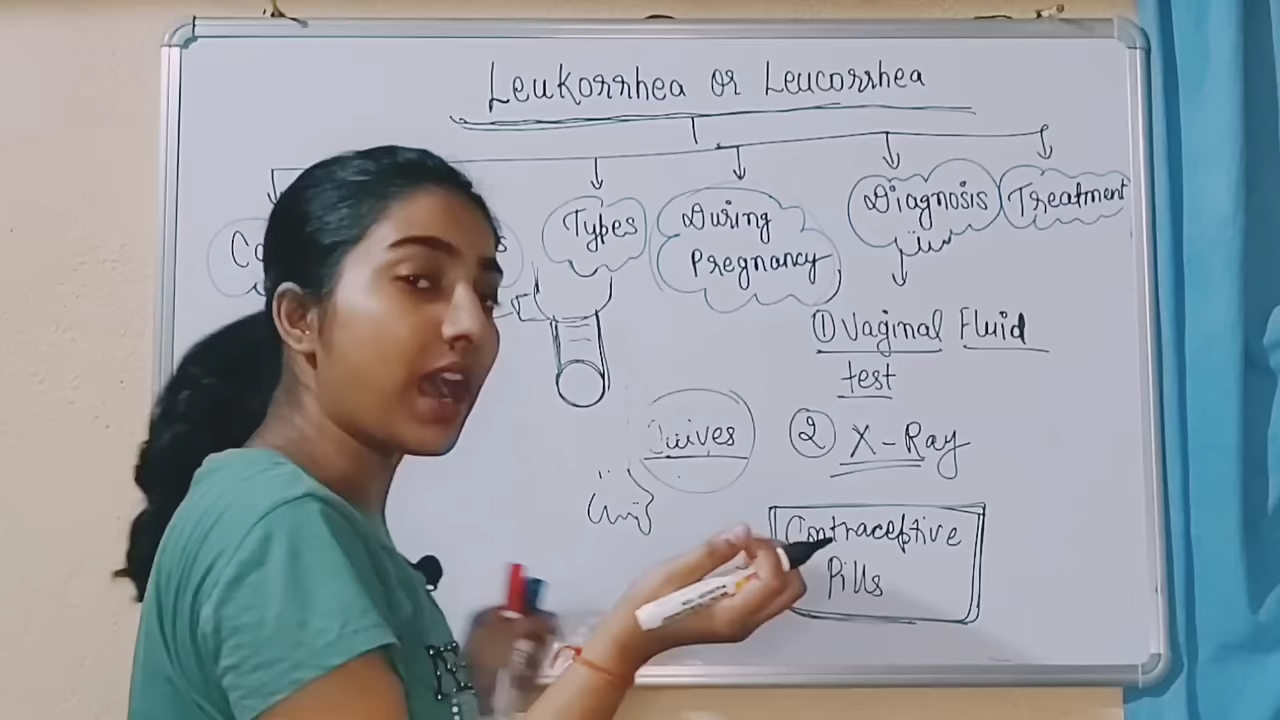 Leukorrhea or Leucorrhea
Types
During
Pregnancy
Diagnosis
Treatment
① Vaginal Fluid
test
② X-Ray
Contraceptive
Pills